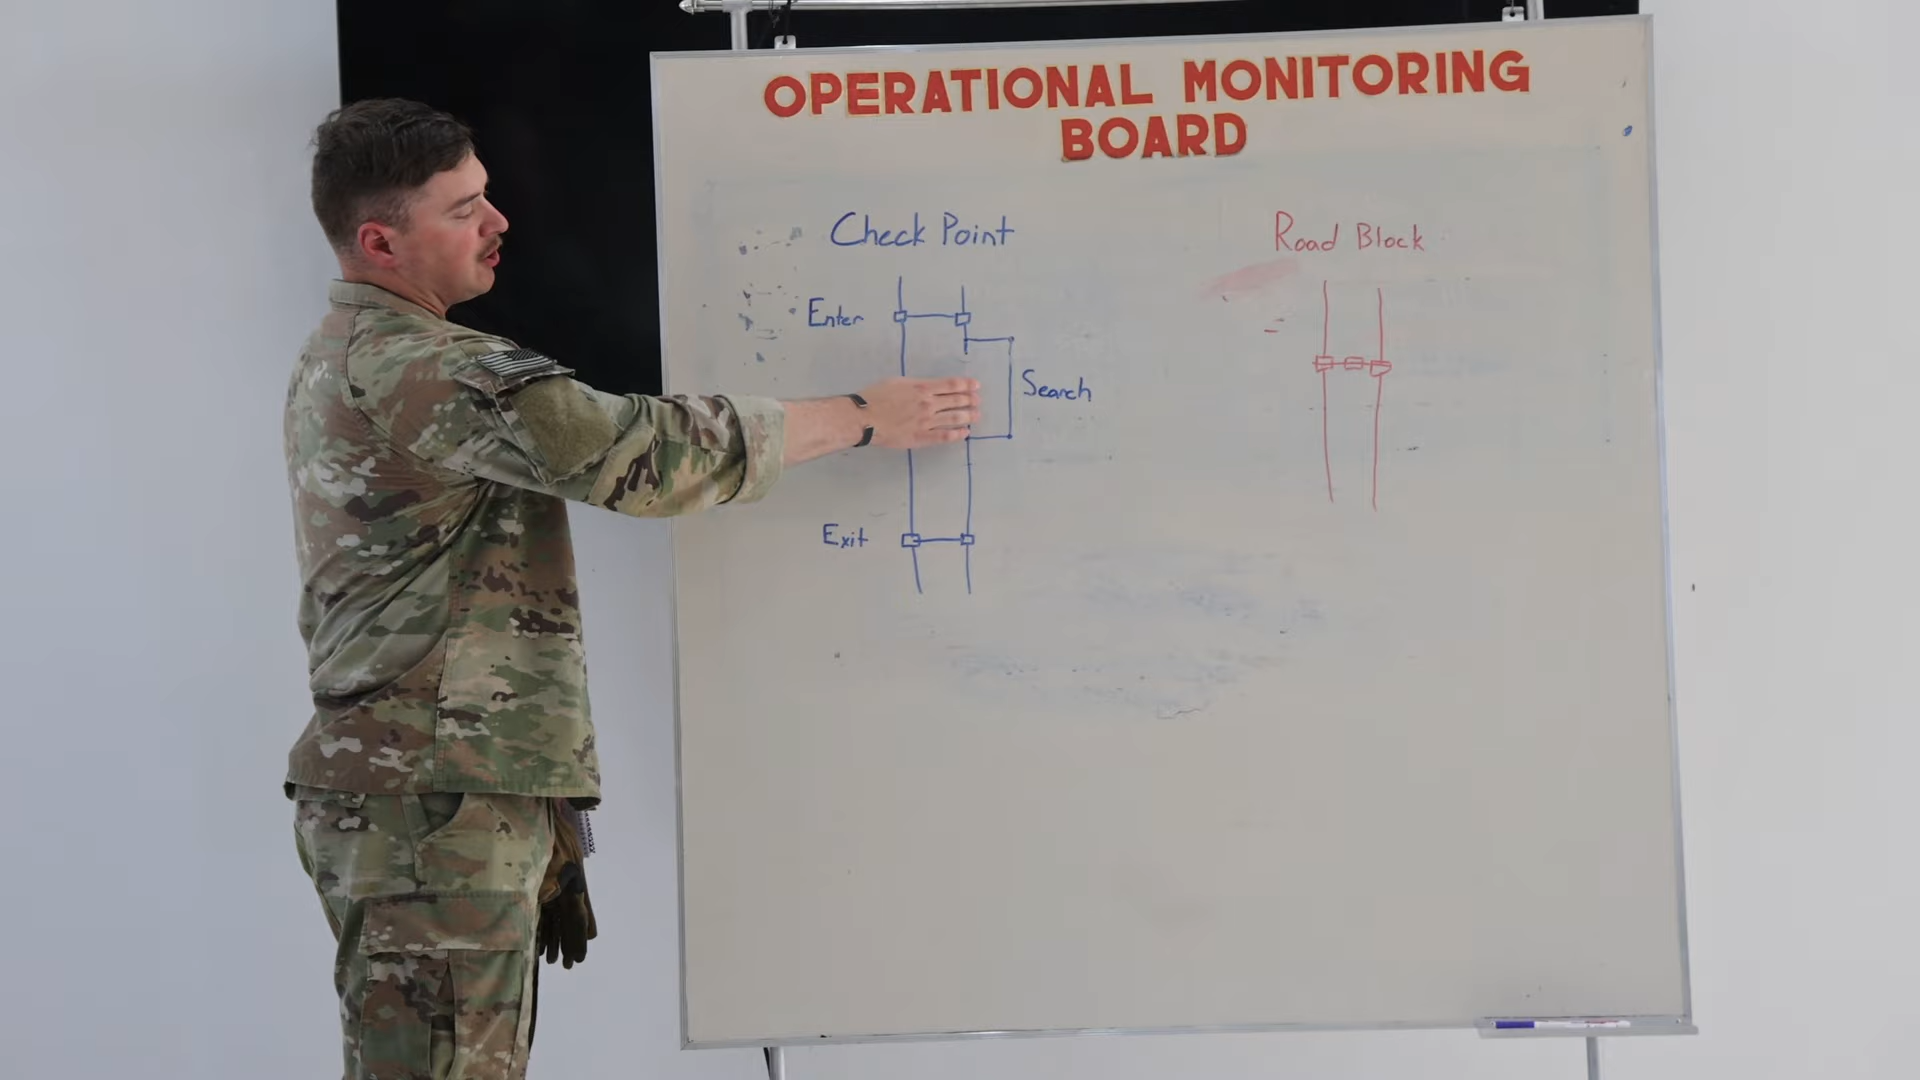 OPERATIONAL MONITORING
BOARD
Check Point
Road Block
Enter
Search
Exit